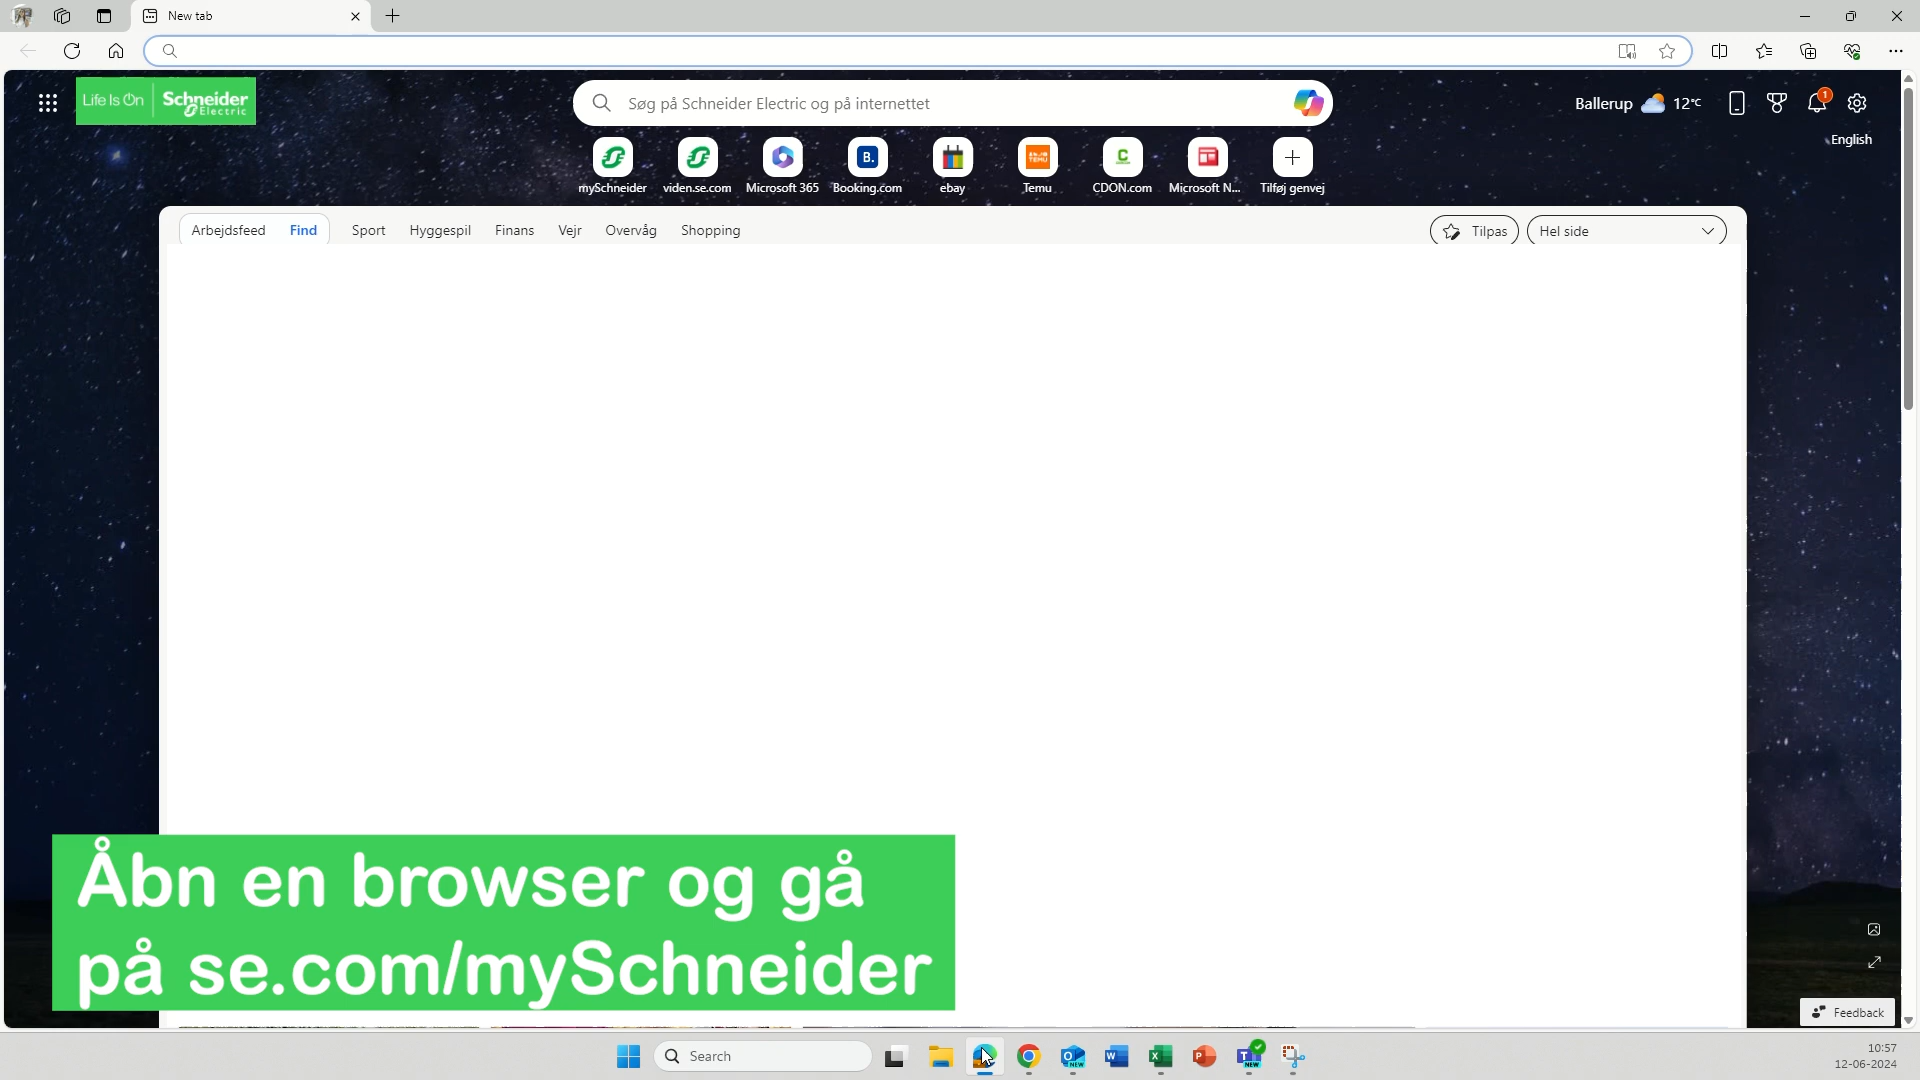 New tab
Life Is On Schneider Electric
Søg på Schneider Electric og på internettet
Ballerup 12°C
1
English
mySchneider viden.se.com Microsoft 365 Booking.com ebay Temu CDON.com Microsoft N... Tilføj genvej
Arbejdsfeed Find Sport Hyggespil Finans Vejr Overvåg Shopping Tilpas Hel side
Åbn en browser og gå
på se.com/mySchneider
Feedback
Search
10:57
12-06-2024